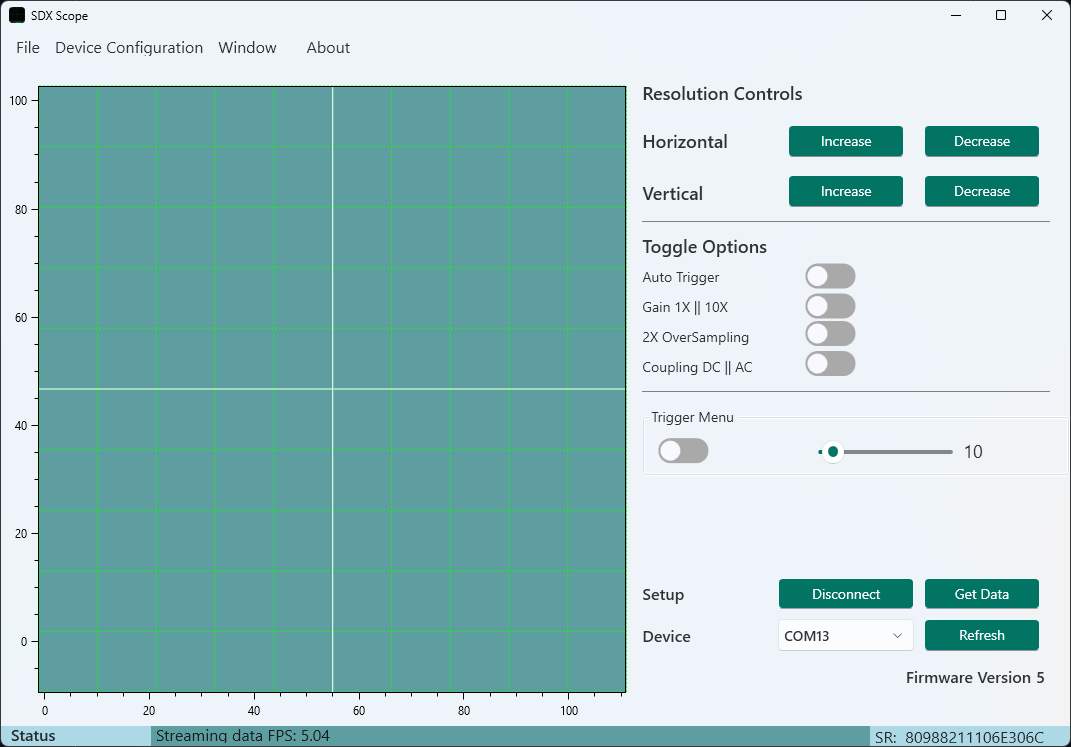 SDX Scope
File Device Configuration Window About
Resolution Controls
Horizontal Increase Decrease
Vertical Increase Decrease
Toggle Options
Auto Trigger
Gain 1X || 10X
2X OverSampling
Coupling DC || AC
Trigger Menu
10
Setup Disconnect Get Data
Device COM13 Refresh
Firmware Version 5
100
80
60
40
20
0
0 20 40 60 80 100
Status Streaming data FPS: 5.04 SR: 80988211106E306C